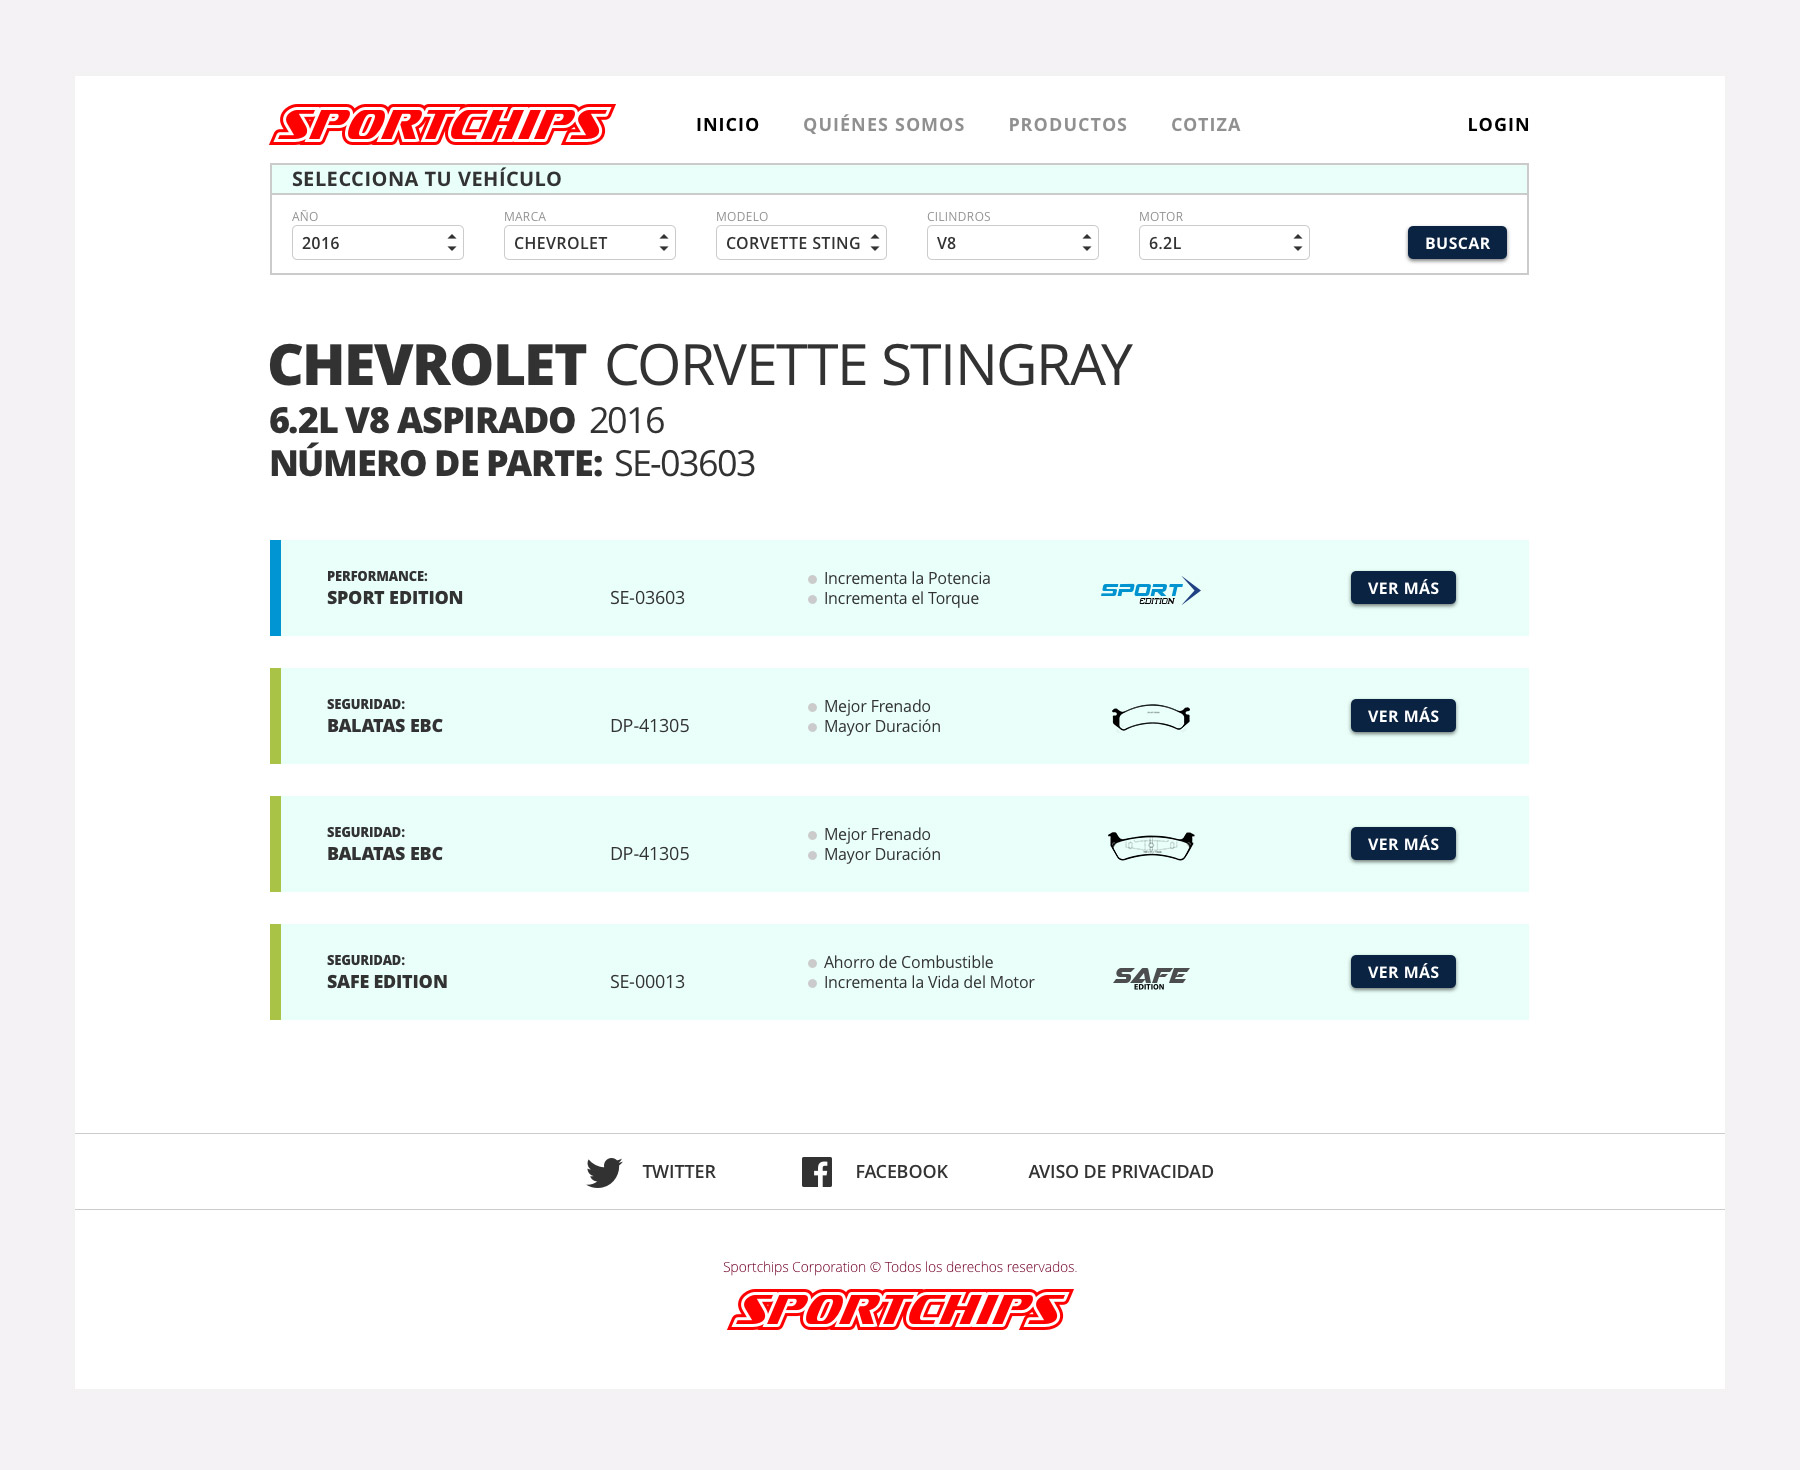 SPORTCHIPS
INICIO QUIÉNES SOMOS PRODUCTOS COTIZA LOGIN
SELECCIONA TU VEHÍCULO
AÑO MARCA MODELO CILINDROS MOTOR
2016 CHEVROLET CORVETTE STING V8 6.2L BUSCAR
CHEVROLET CORVETTE STINGRAY
6.2L V8 ASPIRADO 2016
NÚMERO DE PARTE: SE-03603
PERFORMANCE:
SPORT EDITION
SE-03603
Incrementa la Potencia
Incrementa el Torque
SPORT
EDITION
VER MÁS
SEGURIDAD:
BALATAS EBC
DP-41305
Mejor Frenado
Mayor Duración
VER MÁS
SEGURIDAD:
BALATAS EBC
DP-41305
Mejor Frenado
Mayor Duración
VER MÁS
SEGURIDAD:
SAFE EDITION
SE-00013
Ahorro de Combustible
Incrementa la Vida del Motor
SAFE
EDITION
VER MÁS
TWITTER FACEBOOK AVISO DE PRIVACIDAD
Sportchips Corporation © Todos los derechos reservados.
SPORTCHIPS